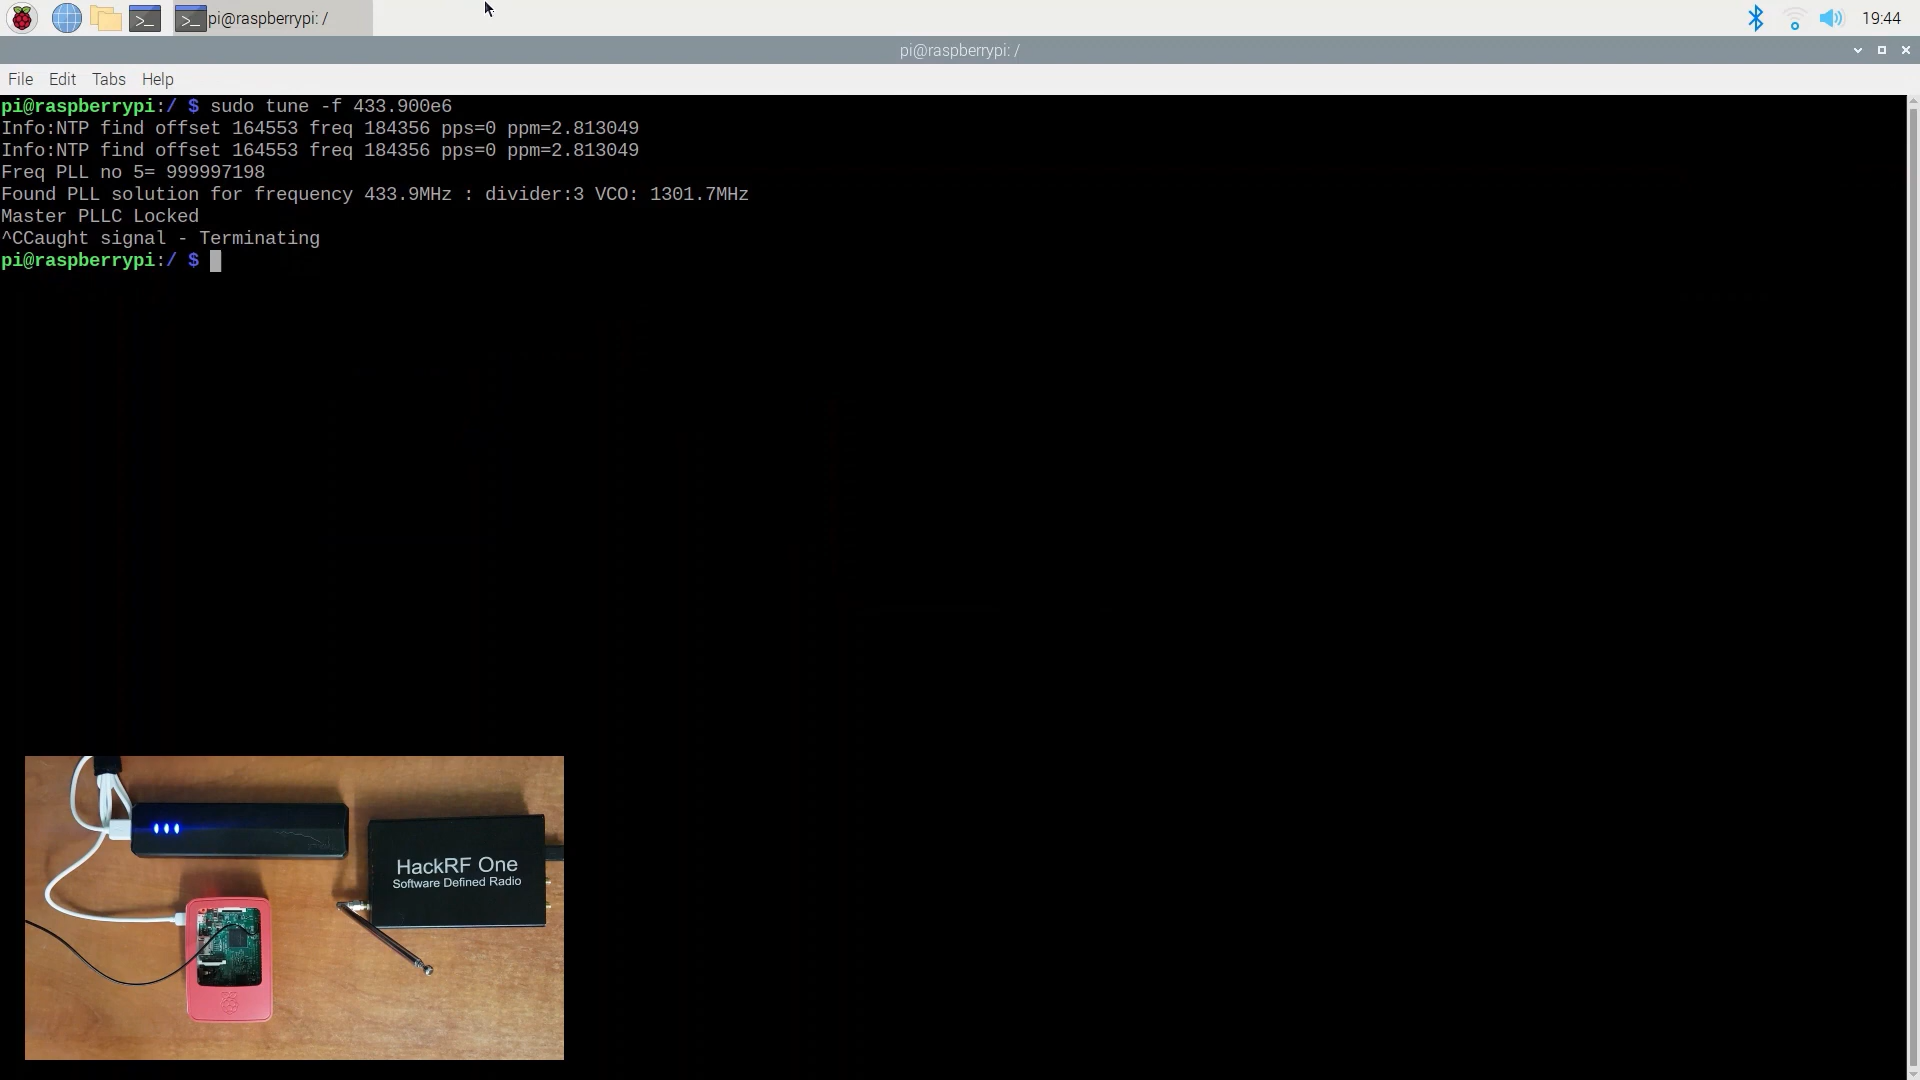 pi@raspberrypi: /
19:44
pi@raspberrypi: /
File Edit Tabs Help
pi@raspberrypi:/ $ sudo tune -f 433.900e6
Info:NTP find offset 164553 freq 184356 pps=0 ppm=2.813049
Info:NTP find offset 164553 freq 184356 pps=0 ppm=2.813049
Freq PLL no 5= 999997198
Found PLL solution for frequency 433.9MHz : divider:3 VCO: 1301.7MHz
Master PLLC Locked
^CCaught signal - Terminating
pi@raspberrypi:/ $
HackRF One
Software Defined Radio